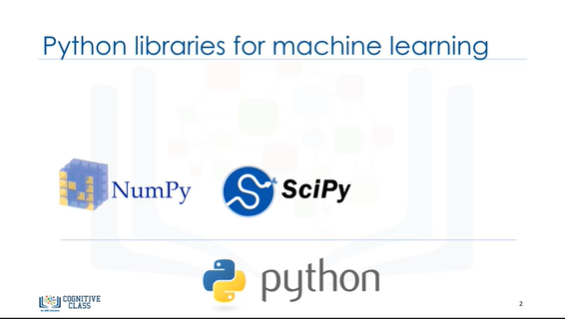 Python libraries for machine learning
NumPy
SciPy
python
COGNITIVE
CLASS
2